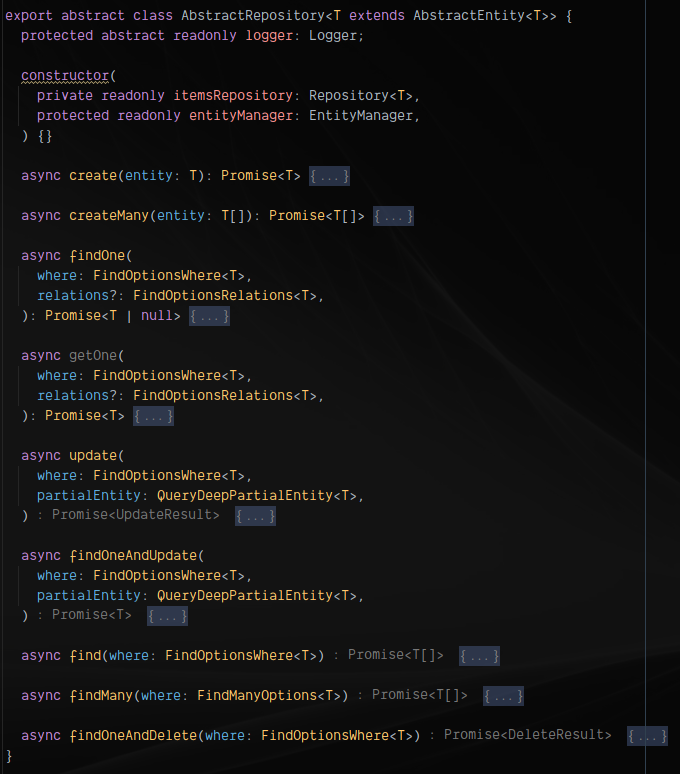 export abstract class AbstractRepository<T extends AbstractEntity<T>> {
  protected abstract readonly logger: Logger;

  constructor(
    private readonly itemsRepository: Repository<T>,
    protected readonly entityManager: EntityManager,
  ) {}

  async create(entity: T): Promise<T> {...}

  async createMany(entity: T[]): Promise<T[]> {...}

  async findOne(
    where: FindOptionsWhere<T>,
    relations?: FindOptionsRelations<T>,
  ): Promise<T | null> {...}

  async getOne(
    where: FindOptionsWhere<T>,
    relations?: FindOptionsRelations<T>,
  ): Promise<T> {...}

  async update(
    where: FindOptionsWhere<T>,
    partialEntity: QueryDeepPartialEntity<T>,
  ) : Promise<UpdateResult> {...}

  async findOneAndUpdate(
    where: FindOptionsWhere<T>,
    partialEntity: QueryDeepPartialEntity<T>,
  ) : Promise<T> {...}

  async find(where: FindOptionsWhere<T>) : Promise<T[]> {...}

  async findMany(where: FindManyOptions<T>) : Promise<T[]> {...}

  async findOneAndDelete(where: FindOptionsWhere<T>) : Promise<DeleteResult> {...}
}